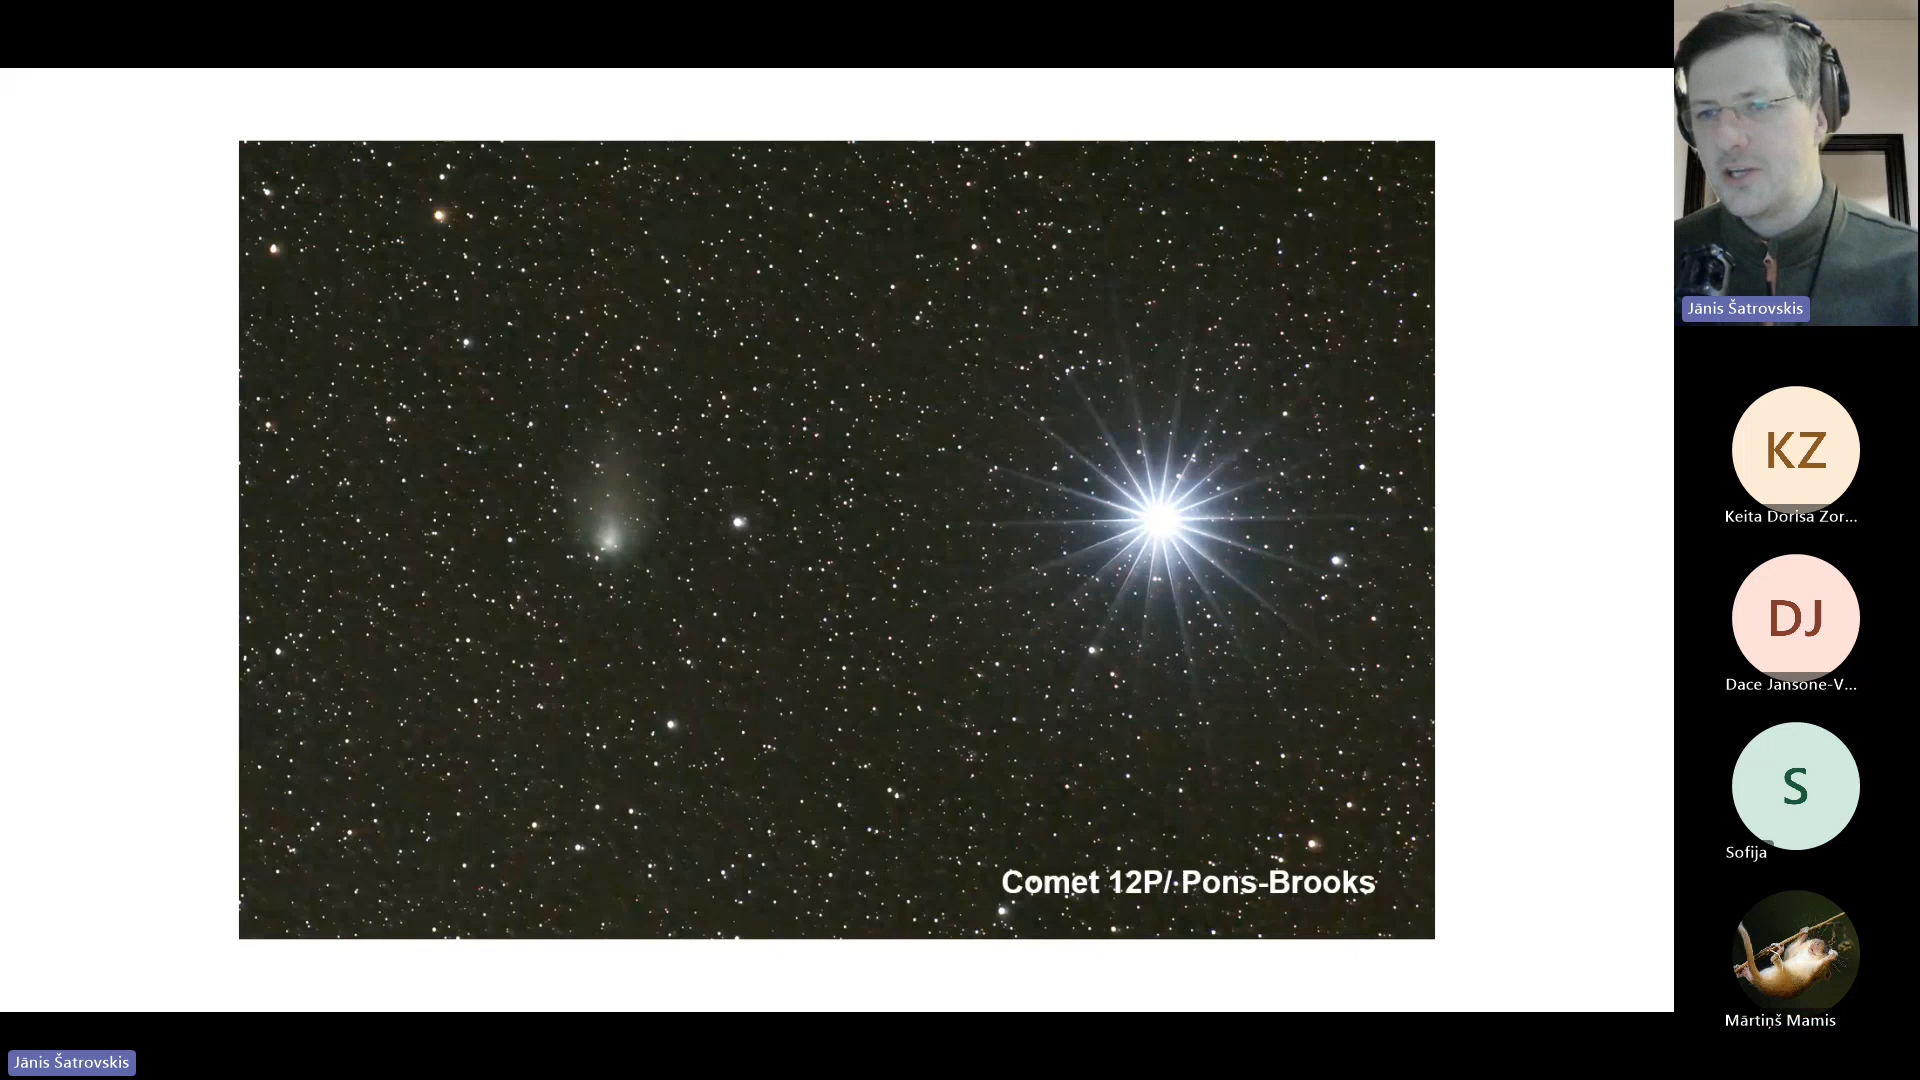 Comet 12P/ Pons-Brooks
Jānis Šatrovskis
KZ
Keita Dorisa Zor...
DJ
Dace Jansone-V...
S
Sofija
Mārtiņš Mamis
Jānis Šatrovskis